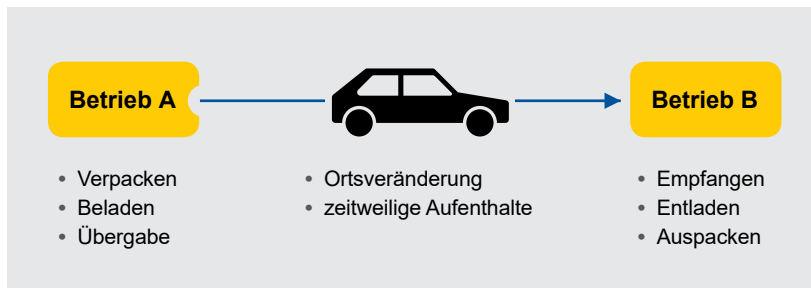 Betrieb A
Betrieb B
• Verpacken
• Beladen
• Übergabe
• Ortsveränderung
• zeitweilige Aufenthalte
• Empfangen
• Entladen
• Auspacken